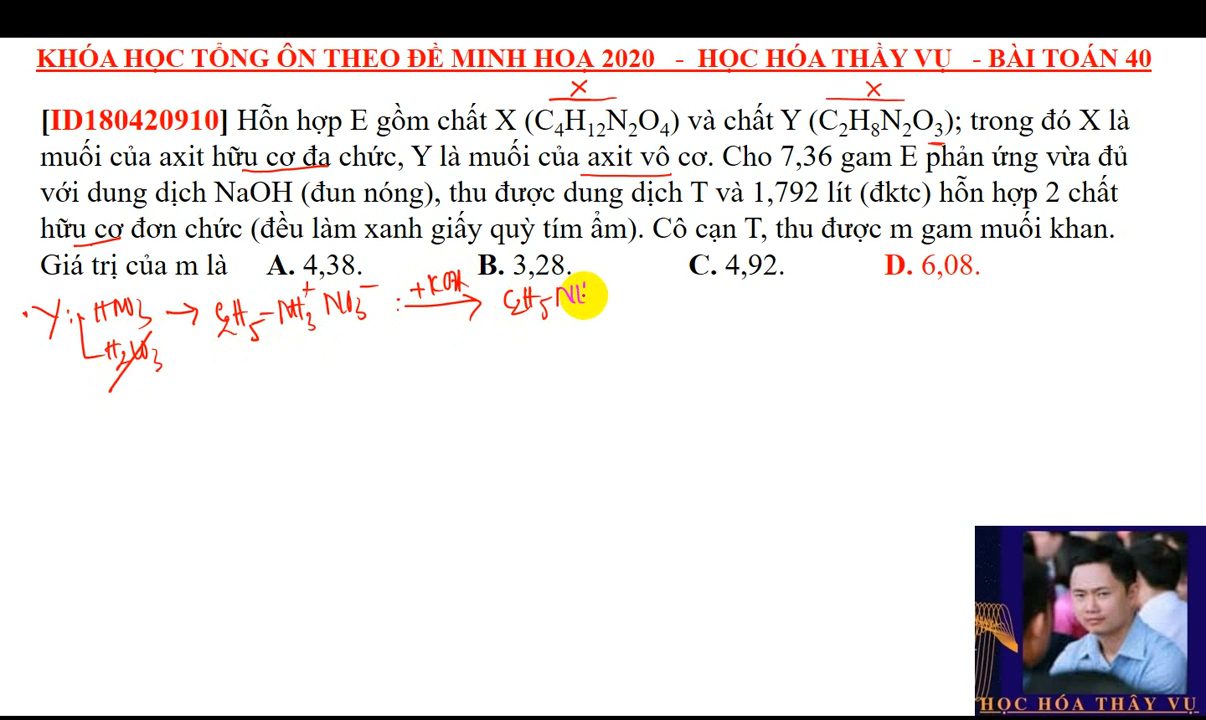 KHÓA HỌC TỔNG ÔN THEO ĐỀ MINH HOẠ 2020 - HỌC HÓA THẦY VỤ - BÀI TOÁN 40
X X
[ID180420910] Hỗn hợp E gồm chất X (C₄H₁₂N₂O₄) và chất Y (C₂H₈N₂O₃); trong đó X là
muối của axit hữu cơ đa chức, Y là muối của axit vô cơ. Cho 7,36 gam E phản ứng vừa đủ
với dung dịch NaOH (đun nóng), thu được dung dịch T và 1,792 lít (đktc) hỗn hợp 2 chất
hữu cơ đơn chức (đều làm xanh giấy quỳ tím ẩm). Cô cạn T, thu được m gam muối khan.
Giá trị của m là A. 4,38. B. 3,28. C. 4,92. D. 6,08.
· Y: HNO₃ → C₂H₅-NH₃⁺ NO₃⁻ : +KOH → C₂H₅N
HỌC HÓA THẦY VỤ